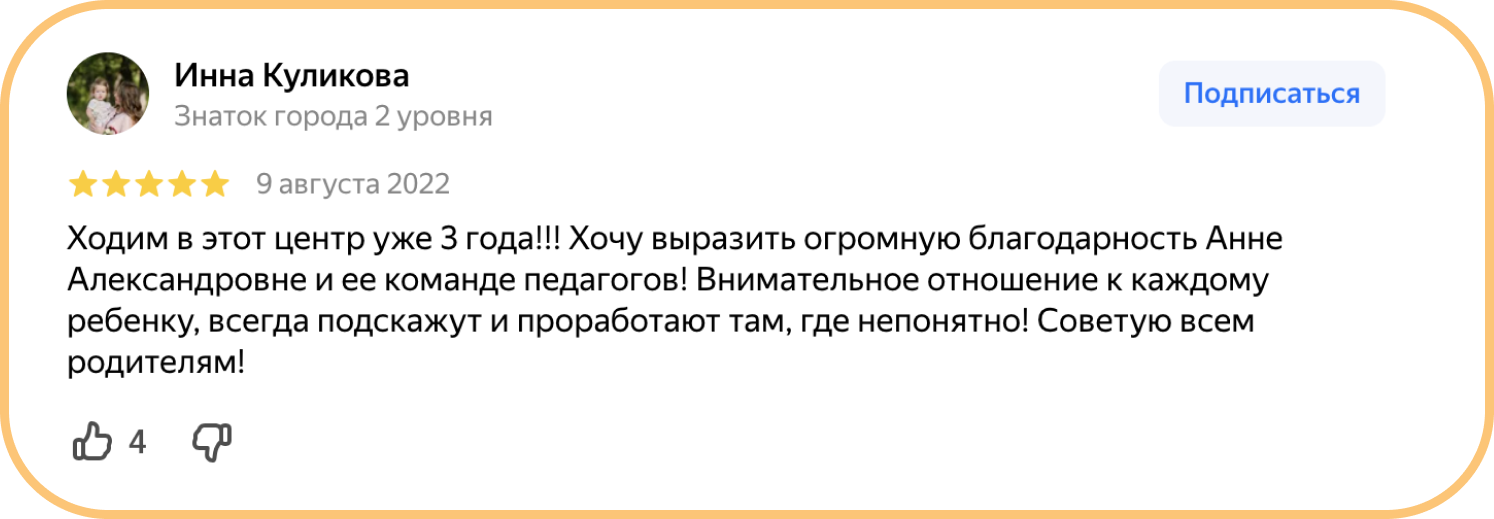 Инна Куликова
Знаток города 2 уровня
Подписаться
9 августа 2022
Ходим в этот центр уже 3 года!!! Хочу выразить огромную благодарность Анне
Александровне и ее команде педагогов! Внимательное отношение к каждому
ребенку, всегда подскажут и проработают там, где непонятно! Советую всем
родителям!
4